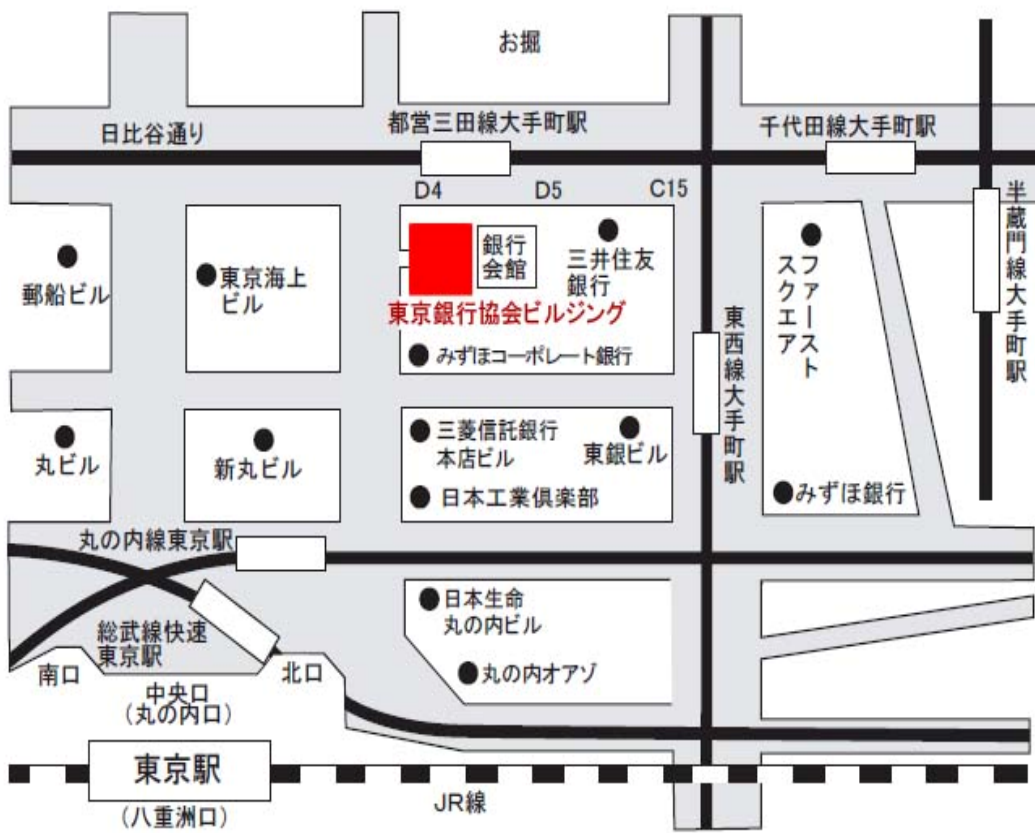 お掘
日比谷通り
都営三田線大手町駅
千代田線大手町駅
D4
D5
C15
半蔵門線大手町駅
郵船ビル
東京海上
ビル
銀行
会館
三井住友
銀行
東京銀行協会ビルジング
みずほコーポレート銀行
ファースト
スクエア
東西線大手町駅
丸ビル
新丸ビル
三菱信託銀行
本店ビル
東銀ビル
日本工業倶楽部
みずほ銀行
丸の内線東京駅
日本生命
丸の内ビル
総武線快速
東京駅
丸の内オアゾ
南口
中央口
(丸の内口)
北口
東京駅
(八重洲口)
JR線